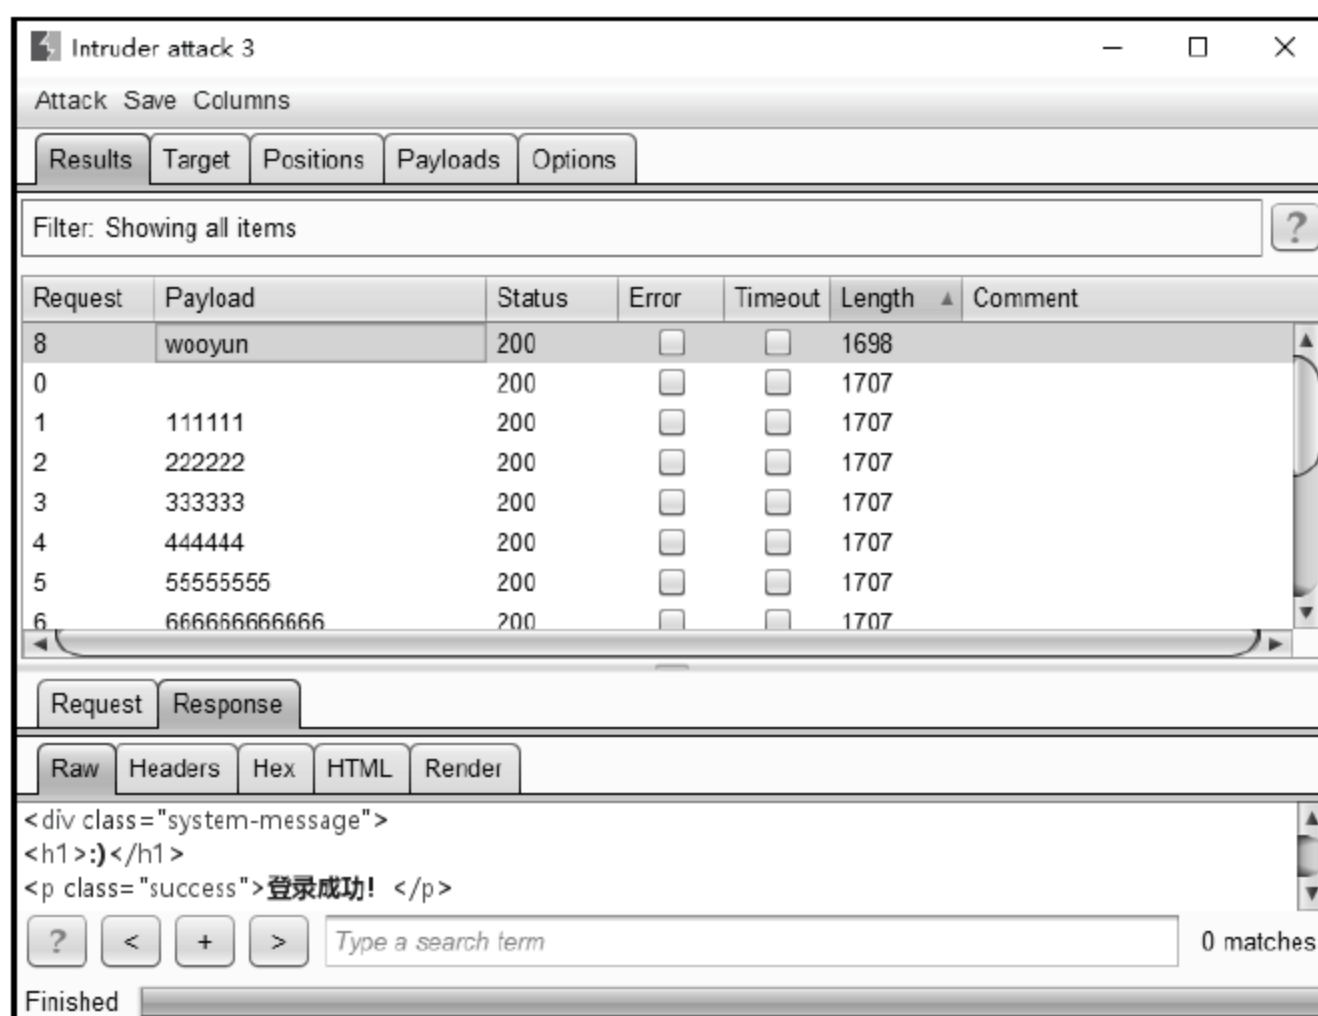 Intruder attack 3
Attack Save Columns
Results Target Positions Payloads Options
Filter: Showing all items ?
Request Payload Status Error Timeout Length Comment
8 wooyun 200 1698
0 200 1707
1 111111 200 1707
2 222222 200 1707
3 333333 200 1707
4 444444 200 1707
5 55555555 200 1707
6 666666666666 200 1707
Request Response
Raw Headers Hex HTML Render
<div class="system-message">
<h1>:)</h1>
<p class="success">登录成功! </p>
? < + > Type a search term 0 matches
Finished